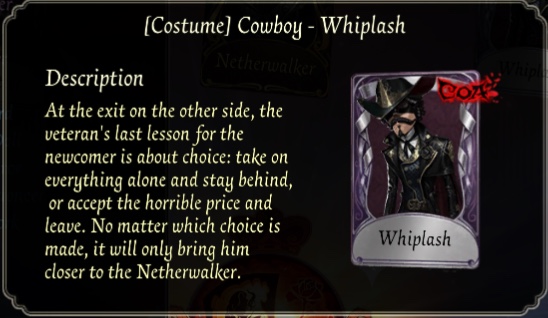 [Costume] Cowboy - Whiplash
Netherwalker
Description
At the exit on the other side, the
veteran's last lesson for the
newcomer is about choice: take on
everything alone and stay behind,
or accept the horrible price and
leave. No matter which choice is
made, it will only bring him
closer to the Netherwalker.
COA
Whiplash